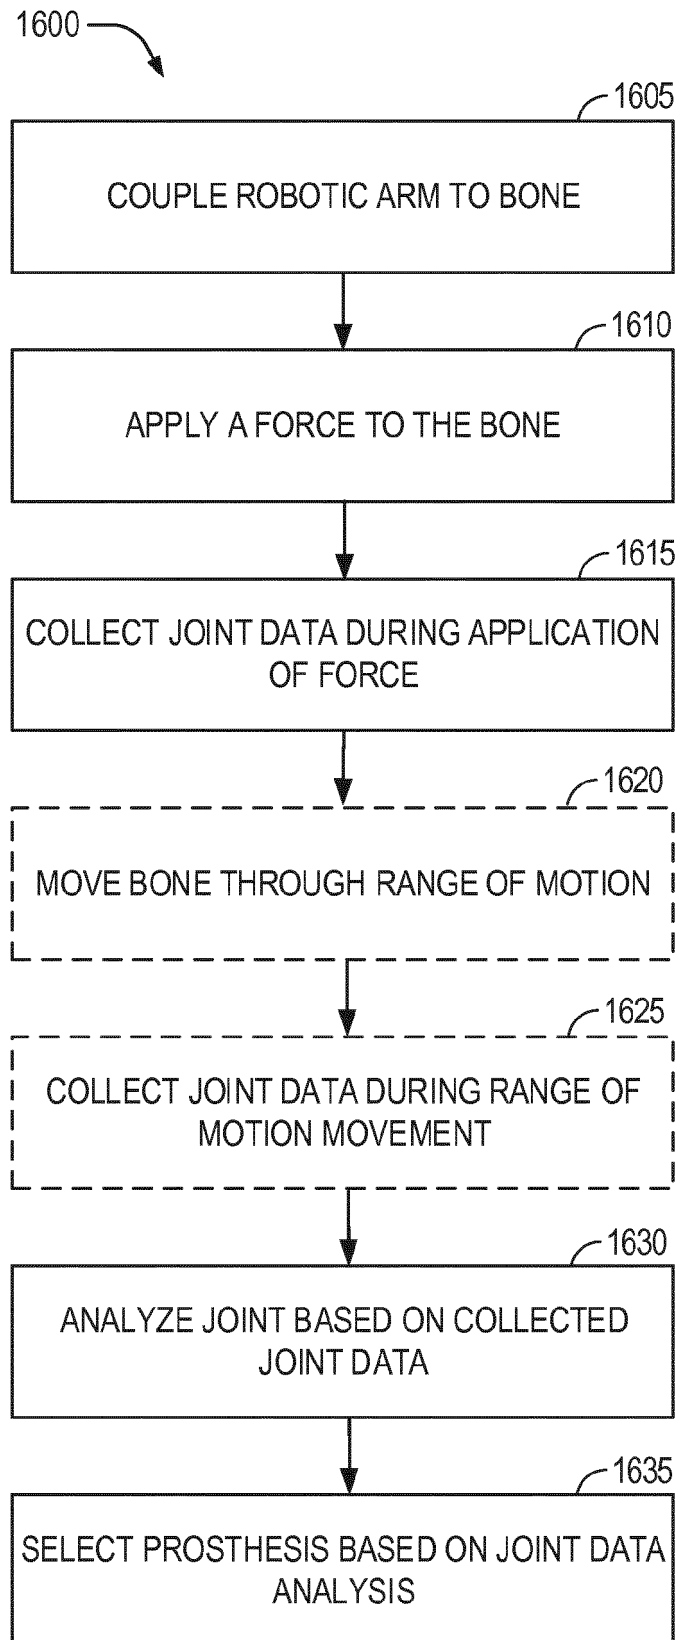 1600
1605
COUPLE ROBOTIC ARM TO BONE
1610
APPLY A FORCE TO THE BONE
1615
COLLECT JOINT DATA DURING APPLICATION
OF FORCE
1620
MOVE BONE THROUGH RANGE OF MOTION
1625
COLLECT JOINT DATA DURING RANGE OF
MOTION MOVEMENT
1630
ANALYZE JOINT BASED ON COLLECTED
JOINT DATA
1635
SELECT PROSTHESIS BASED ON JOINT DATA
ANALYSIS